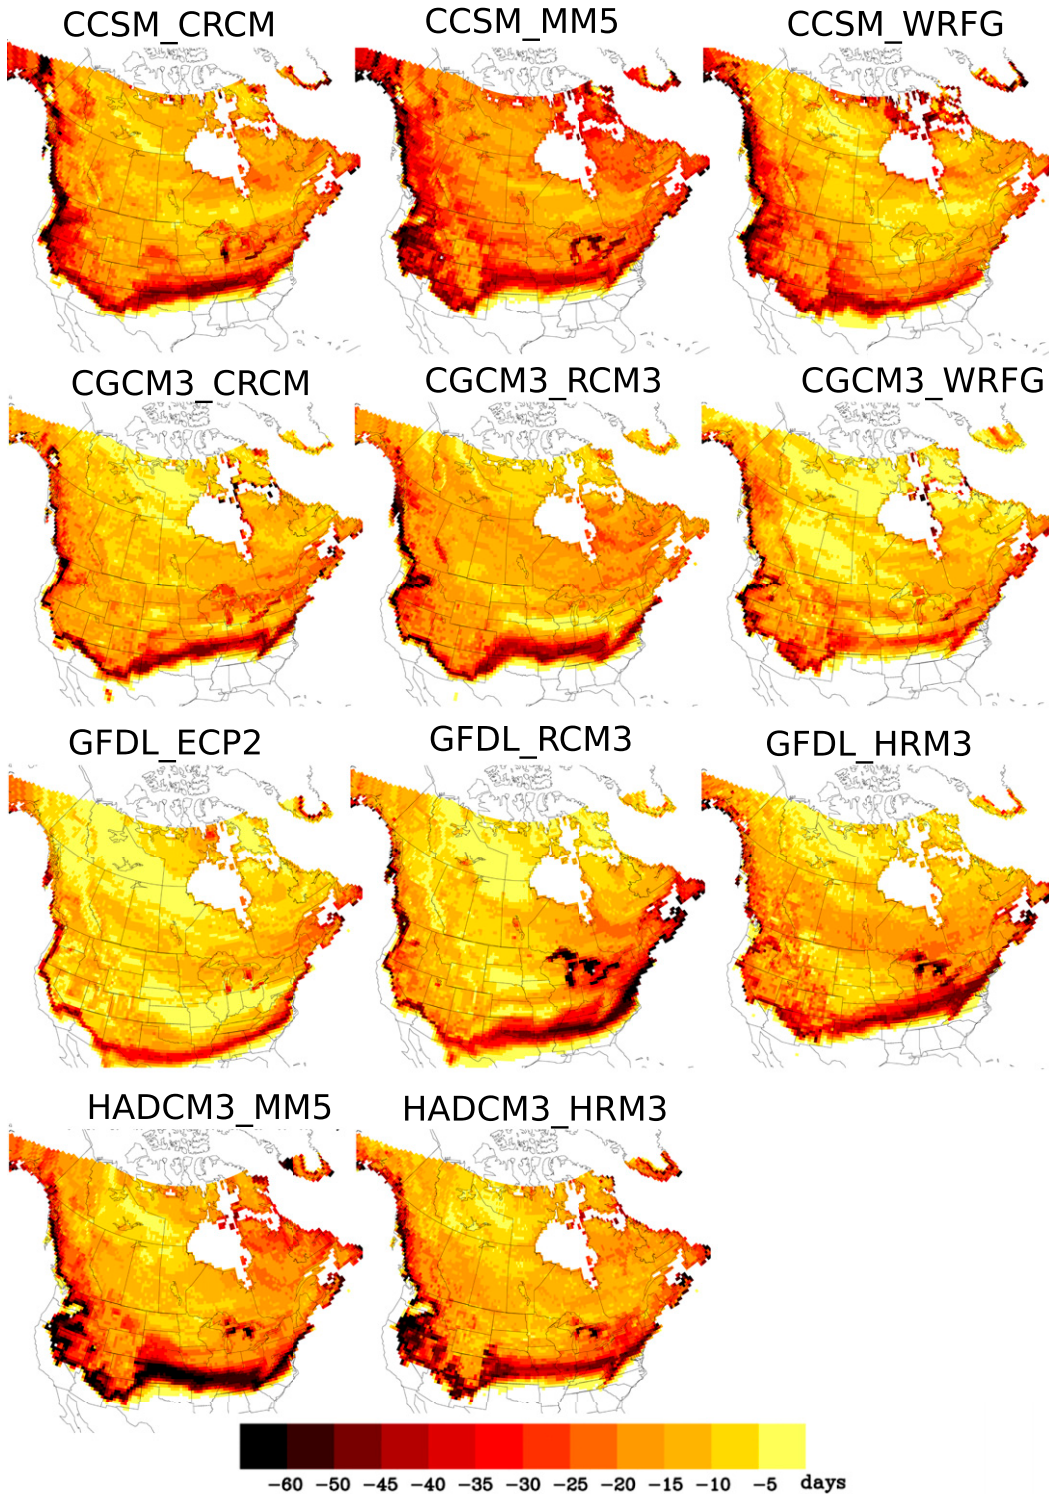 CCSM_CRCM CCSM_MM5 CCSM_WRFG
CGCM3_CRCM CGCM3_RCM3 CGCM3_WRFG
GFDL_ECP2 GFDL_RCM3 GFDL_HRM3
HADCM3_MM5 HADCM3_HRM3
-60 -50 -45 -40 -35 -30 -25 -20 -15 -10 -5 days